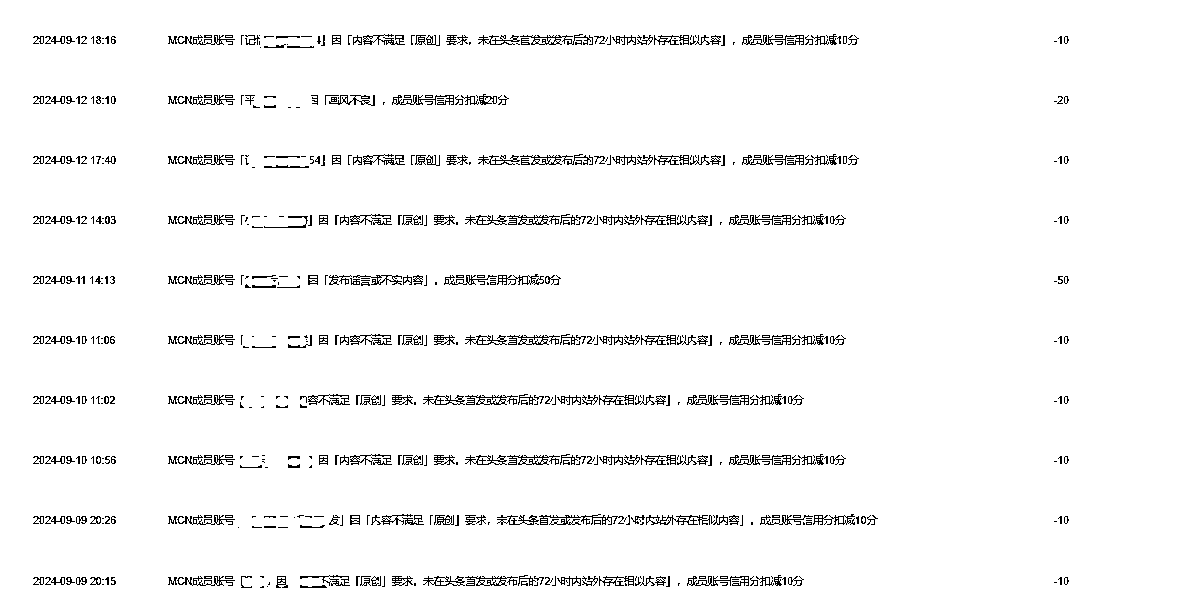 2024-09-12 18:16 MCN成员账号「记 4」因「内容不满足「原创」要求，未在头条首发或发布后的72小时内站外存在相似内容」，成员账号信用分扣减10分 -10
2024-09-12 18:10 MCN成员账号「平 因「画风不良」，成员账号信用分扣减20分 -20
2024-09-12 17:40 MCN成员账号「 54」因「内容不满足「原创」要求，未在头条首发或发布后的72小时内站外存在相似内容」，成员账号信用分扣减10分 -10
2024-09-12 14:03 MCN成员账号「 」因「内容不满足「原创」要求，未在头条首发或发布后的72小时内站外存在相似内容」，成员账号信用分扣减10分 -10
2024-09-11 14:13 MCN成员账号「 因「发布谣言或不实内容」，成员账号信用分扣减50分 -50
2024-09-10 11:06 MCN成员账号「 」因「内容不满足「原创」要求，未在头条首发或发布后的72小时内站外存在相似内容」，成员账号信用分扣减10分 -10
2024-09-10 11:02 MCN成员账号 容不满足「原创」要求，未在头条首发或发布后的72小时内站外存在相似内容」，成员账号信用分扣减10分 -10
2024-09-10 10:56 MCN成员账号 因「内容不满足「原创」要求，未在头条首发或发布后的72小时内站外存在相似内容」，成员账号信用分扣减10分 -10
2024-09-09 20:26 MCN成员账号 发」因「内容不满足「原创」要求，未在头条首发或发布后的72小时内站外存在相似内容」，成员账号信用分扣减10分 -10
2024-09-09 20:15 MCN成员账号 因 不满足「原创」要求，未在头条首发或发布后的72小时内站外存在相似内容」，成员账号信用分扣减10分 -10